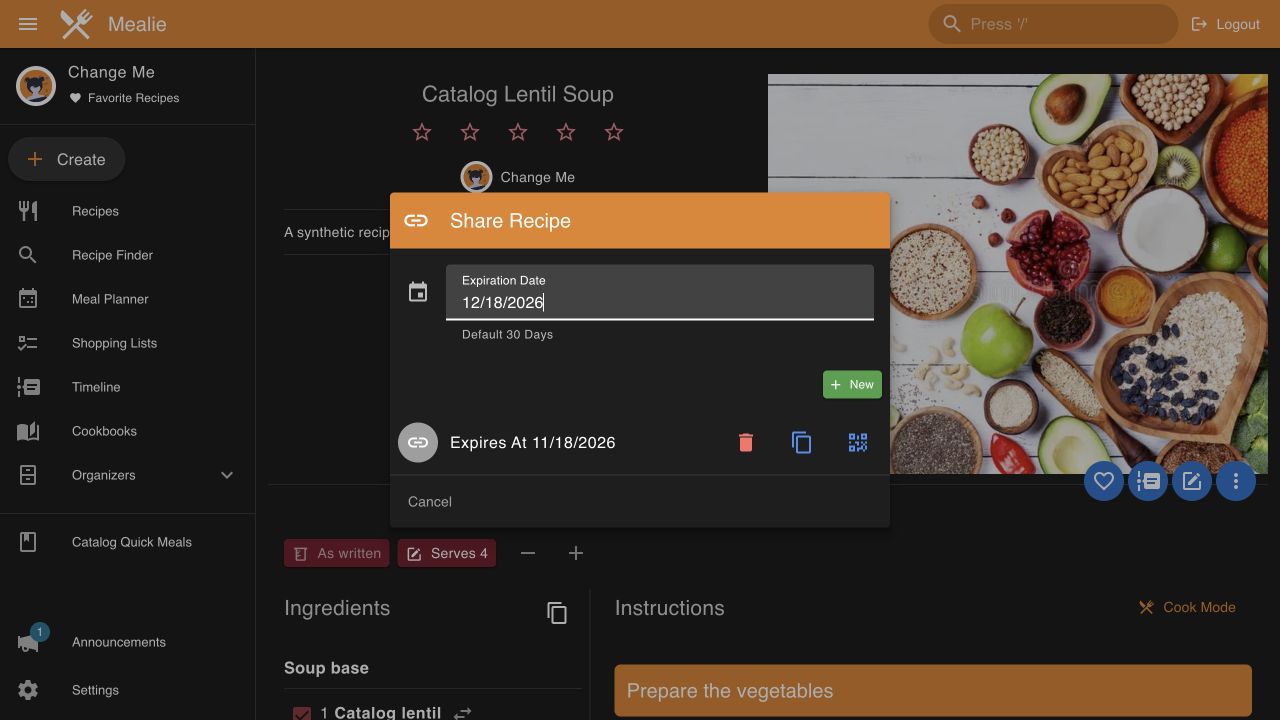 Mealie
Press '/'
Logout
Change Me
Favorite Recipes
Create
Recipes
Recipe Finder
Meal Planner
Shopping Lists
Timeline
Cookbooks
Organizers
Catalog Quick Meals
1
Announcements
Settings
Catalog Lentil Soup
Change Me
A synthetic recip
Share Recipe
Expiration Date
12/18/2026
Default 30 Days
New
Expires At 11/18/2026
Cancel
As written
Serves 4
Ingredients
Soup base
1 Catalog lentil
Instructions
Cook Mode
Prepare the vegetables